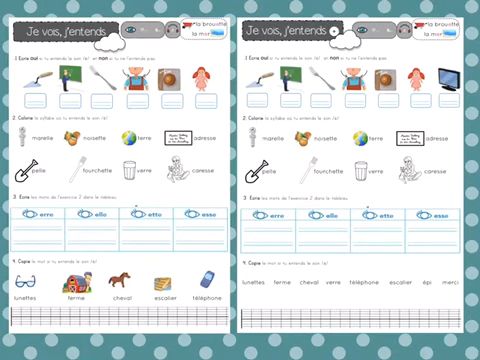 Je vois, j'entends
la brouette
la mer
1. Ecris oui si tu entends le son /è/ et non si tu ne l'entends pas.
2. Colorie la syllabe où tu entends le son /è/
marelle noisette terre adresse
pelle fourchette verre caresse
3. Ecris les mots de l'exercice 2 dans le tableau.
erre elle ette esse
4. Copie le mot si tu entends le son /è/
lunettes ferme cheval escalier téléphone
Je vois, j'entends
la brouette
la mer
1. Ecris oui si tu entends le son /è/ et non si tu ne l'entends pas.
2. Colorie la syllabe où tu entends le son /è/
marelle noisette terre adresse
pelle fourchette verre caresse
3. Ecris les mots de l'exercice 2 dans le tableau.
erre elle ette esse
4. Copie le mot si tu entends le son /è/
lunettes ferme cheval verre téléphone escalier épi merc